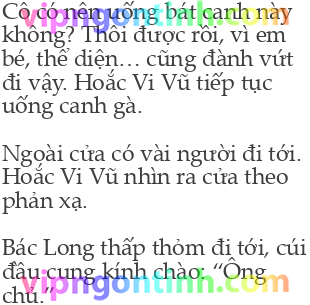 Cô có nên uống bát canh này
không? Thôi được rồi, vì em
bé, thể diện... cũng đành vứt
đi vậy. Hoắc Vi Vũ tiếp tục
uống canh gà.
Ngoài cửa có vài người đi tới.
Hoắc Vi Vũ nhìn ra cửa theo
phản xạ.
Bác Long thấp thỏm đi tới, cúi
đầu cung kính chào: “Ông
chủ.”
vipngontinh.com
vipngontinh.com